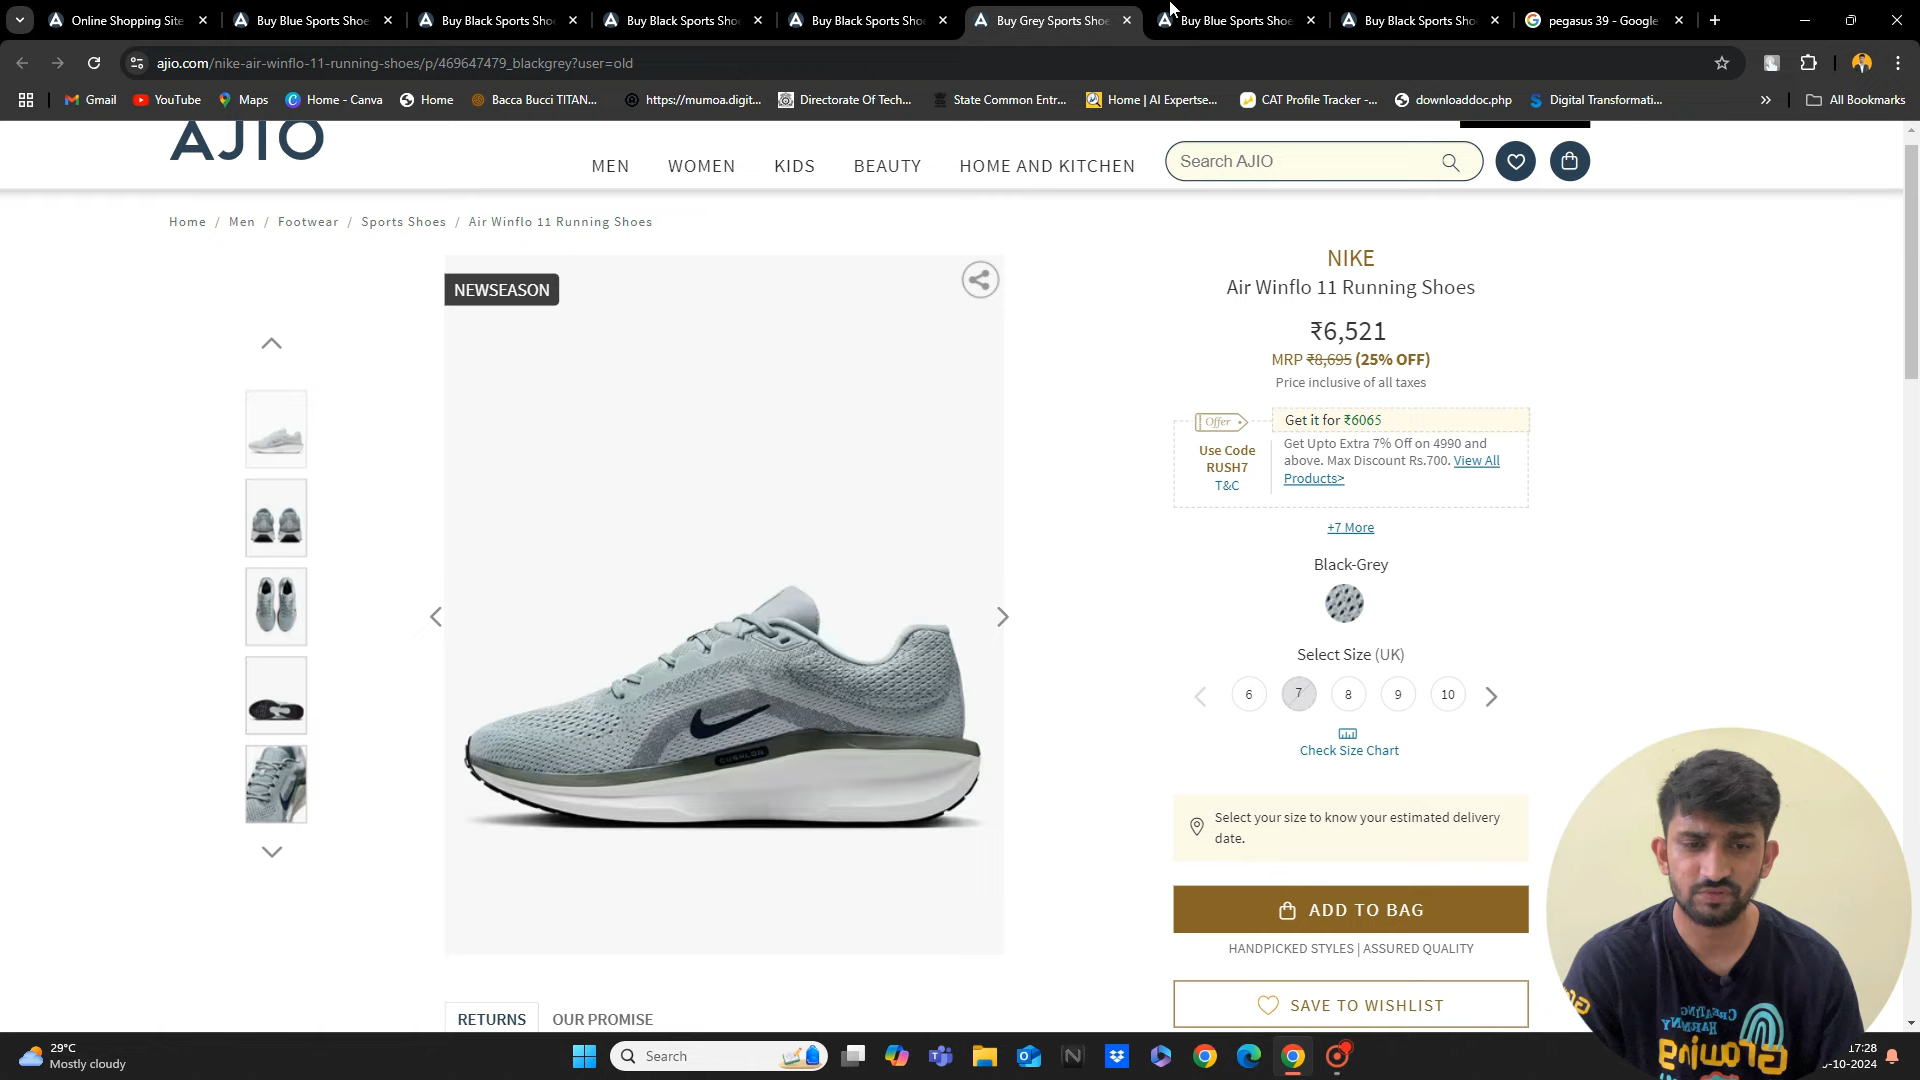 Online Shopping Site
Buy Blue Sports Shoe
Buy Black Sports Sho
Buy Black Sports Sho
Buy Black Sports Sho
Buy Grey Sports Shoe
Buy Blue Sports Shoe
Buy Black Sports Sho
pegasus 39 - Google
ajio.com/nike-air-winflo-11-running-shoes/p/469647479_blackgrey?user=old
Gmail
YouTube
Maps
Home - Canva
Home
Bacca Bucci TITAN...
https://mumoa.digit...
Directorate Of Tech...
State Common Entr...
Home | AI Expertse...
CAT Profile Tracker -...
downloaddoc.php
Digital Transformati...
All Bookmarks
AJIO
MEN
WOMEN
KIDS
BEAUTY
HOME AND KITCHEN
Search AJIO
Home / Men / Footwear / Sports Shoes / Air Winflo 11 Running Shoes
NEWSEASON
NIKE
Air Winflo 11 Running Shoes
₹6,521
MRP ₹8,695 (25% OFF)
Price inclusive of all taxes
Offer
Get it for ₹6065
Use Code
RUSH7
T&C
Get Upto Extra 7% Off on 4990 and
above. Max Discount Rs.700. View All
Products>
+7 More
Black-Grey
Select Size (UK)
6
7
8
9
10
Check Size Chart
Select your size to know your estimated delivery
date.
ADD TO BAG
HANDPICKED STYLES | ASSURED QUALITY
SAVE TO WISHLIST
RETURNS
OUR PROMISE
CUSHLON
29°C
Mostly cloudy
Search
17:28
-10-2024